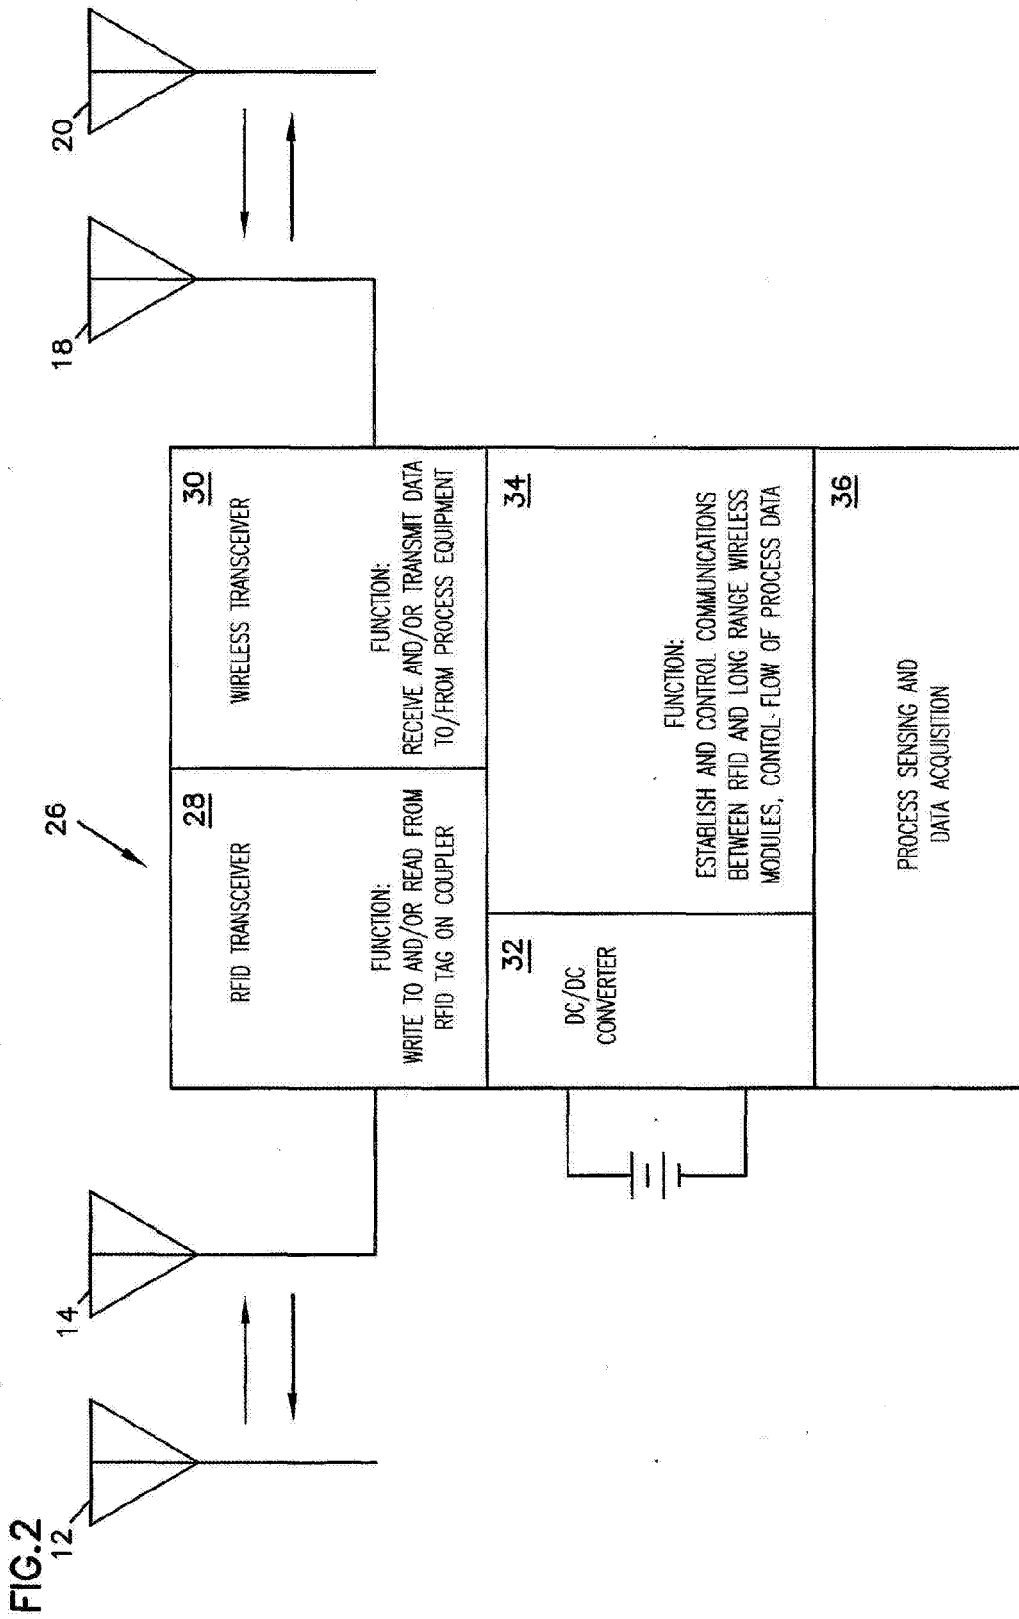 FIG.2
12
14
26
18
20
RFID TRANSCEIVER
28
FUNCTION:
WRITE TO AND/OR READ FROM
RFID TAG ON COUPLER
WIRELESS TRANSCEIVER
30
FUNCTION:
RECEIVE AND/OR TRANSMIT DATA
TO/FROM PROCESS EQUIPMENT
32
DC/DC
CONVERTER
34
FUNCTION:
ESTABLISH AND CONTROL COMMUNICATIONS
BETWEEN RFID AND LONG RANGE WIRELESS
MODULES, CONTOL-FLOW OF PROCESS DATA
36
PROCESS SENSING AND
DATA ACQUISITION